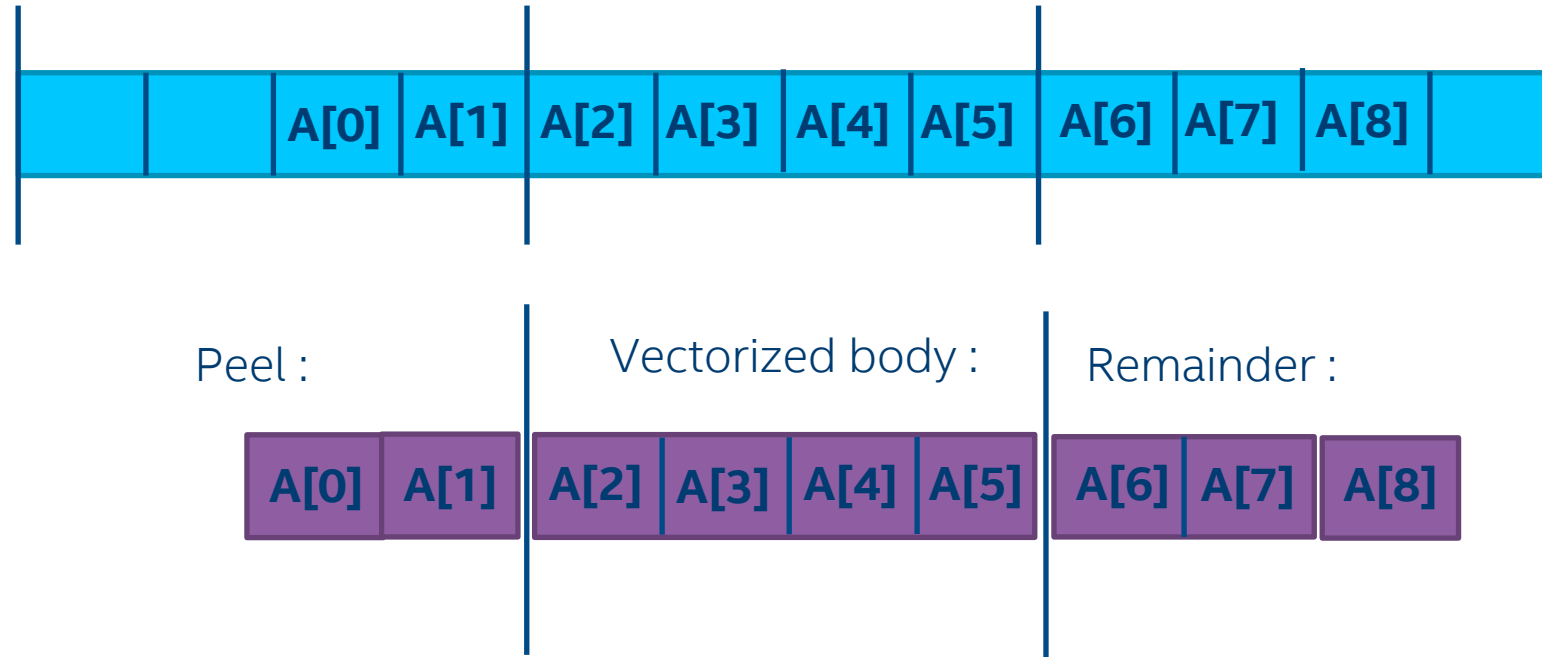 A[0] A[1] A[2] A[3] A[4] A[5] A[6] A[7] A[8]
Peel : Vectorized body : Remainder :
A[0] A[1] A[2] A[3] A[4] A[5] A[6] A[7] A[8]